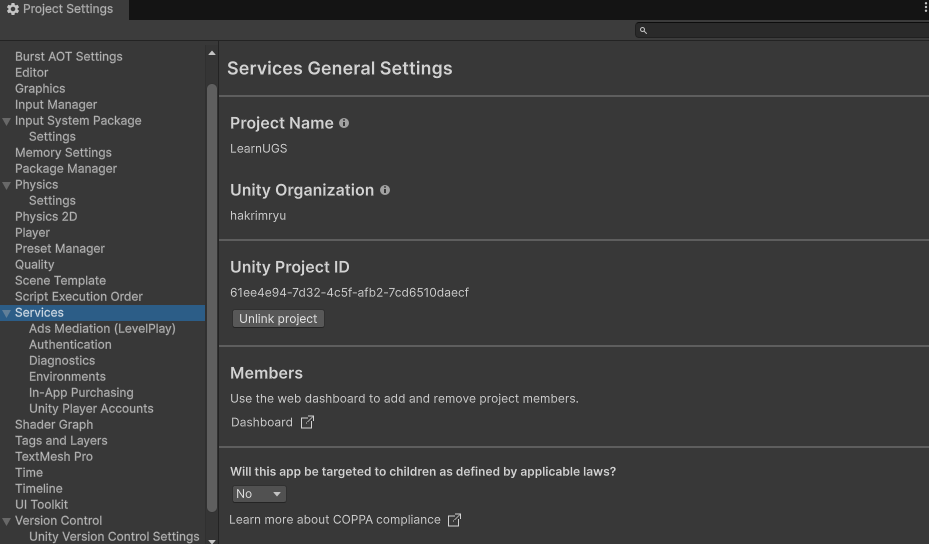 Project Settings
Burst AOT Settings
Editor
Graphics
Input Manager
Input System Package
Settings
Memory Settings
Package Manager
Physics
Settings
Physics 2D
Player
Preset Manager
Quality
Scene Template
Script Execution Order
Services
Ads Mediation (LevelPlay)
Authentication
Diagnostics
Environments
In-App Purchasing
Unity Player Accounts
Shader Graph
Tags and Layers
TextMesh Pro
Time
Timeline
UI Toolkit
Version Control
Unity Version Control Settings
Services General Settings
Project Name
LearnUGS
Unity Organization
hakrimryu
Unity Project ID
61ee4e94-7d32-4c5f-afb2-7cd6510daecf
Unlink project
Members
Use the web dashboard to add and remove project members.
Dashboard
Will this app be targeted to children as defined by applicable laws?
No
Learn more about COPPA compliance